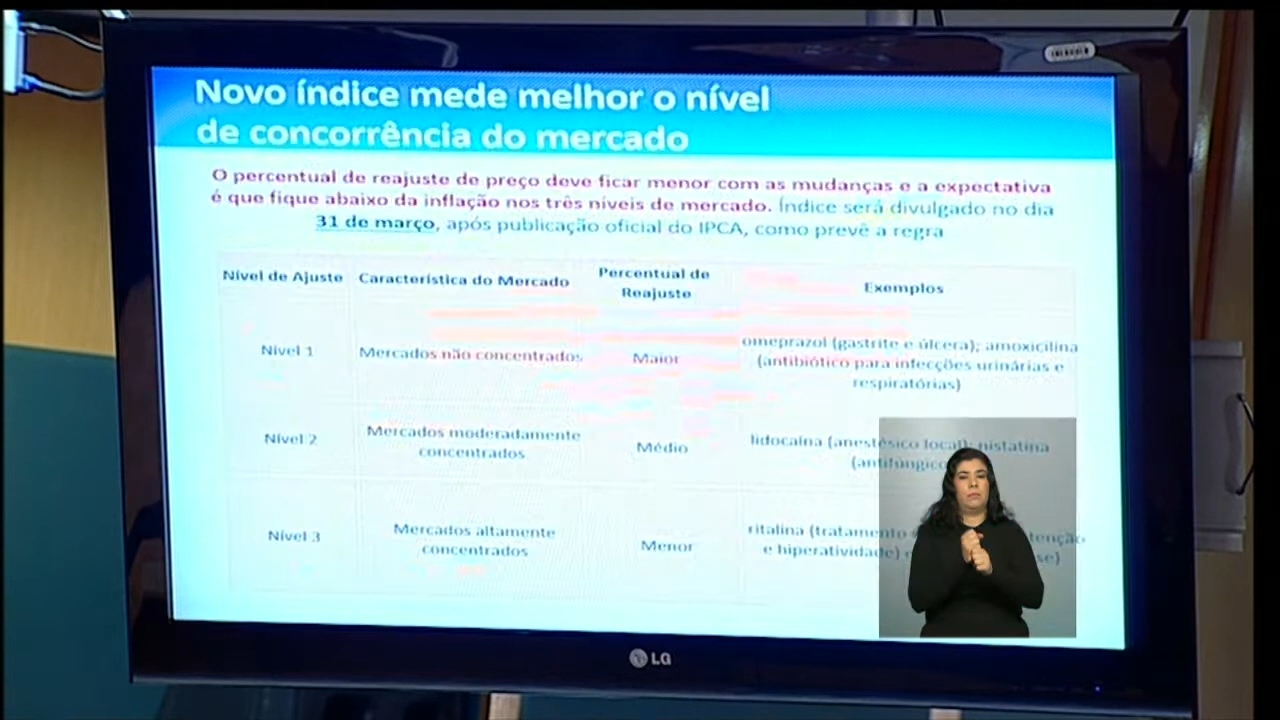 Novo índice mede melhor o nível
de concorrência do mercado
O percentual de reajuste de preço deve ficar menor com as mudanças e a expectativa
é que fique abaixo da inflação nos três níveis de mercado. Índice será divulgado no dia
31 de março, após publicação oficial do IPCA, como prevê a regra
Nível de Ajuste
Característica do Mercado
Percentual de
Reajuste
Exemplos
Nível 1
Mercados não concentrados
Maior
omeprazol (gastrite e úlcera); amoxicilina
(antibiótico para infecções urinárias e
respiratórias)
Nível 2
Mercados moderadamente
concentrados
Médio
lidocaína (anestésico local); nistatina
(antifúngico
Nível 3
Mercados altamente
concentrados
Menor
ritalina (tratamento
e hiperatividade)
LG